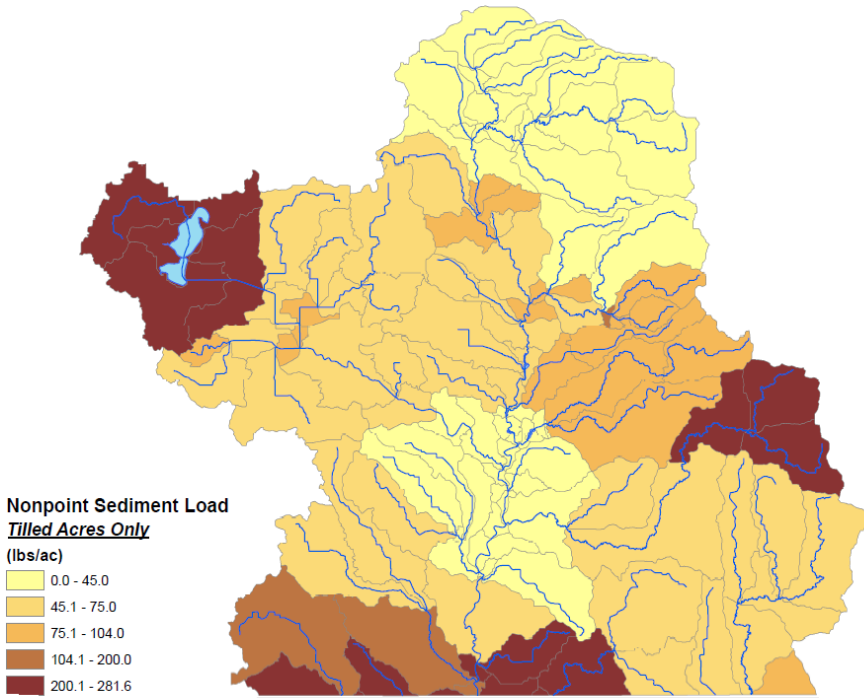 Nonpoint Sediment Load
Tilled Acres Only
(lbs/ac)
0.0 - 45.0
45.1 - 75.0
75.1 - 104.0
104.1 - 200.0
200.1 - 281.6